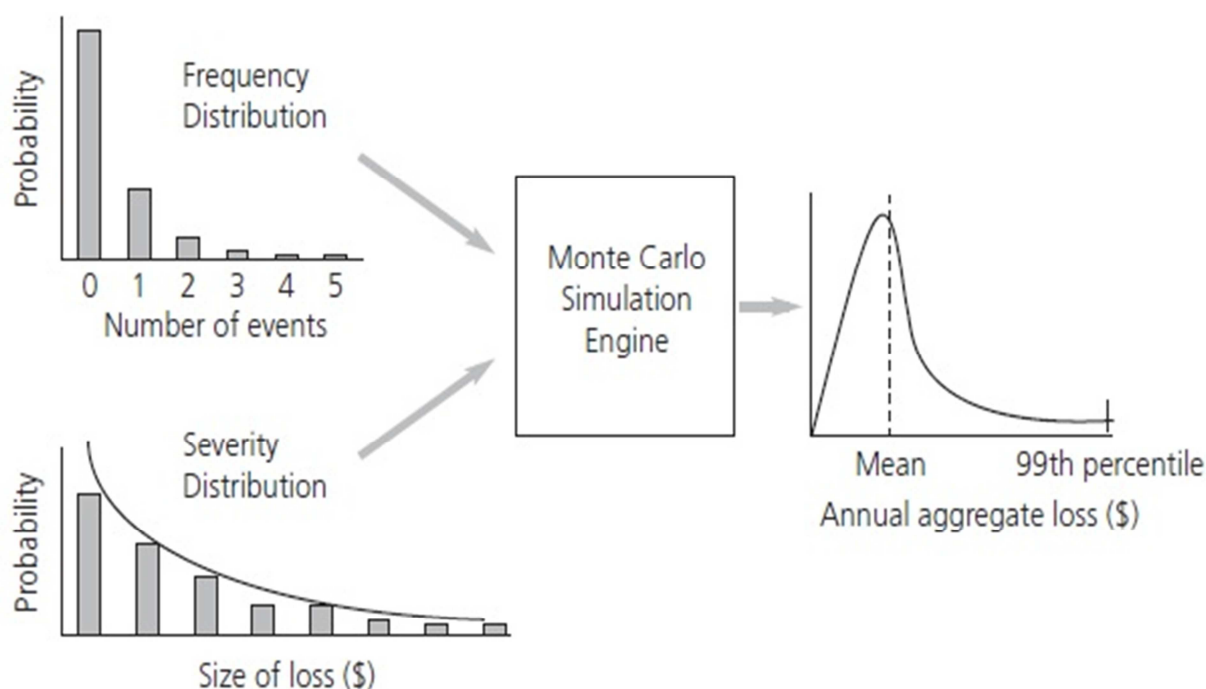 Probability
Frequency
Distribution
0 1 2 3 4 5
Number of events
Severity
Distribution
Probability
Size of loss ($)
Monte Carlo
Simulation
Engine
Mean
99th percentile
Annual aggregate loss ($)